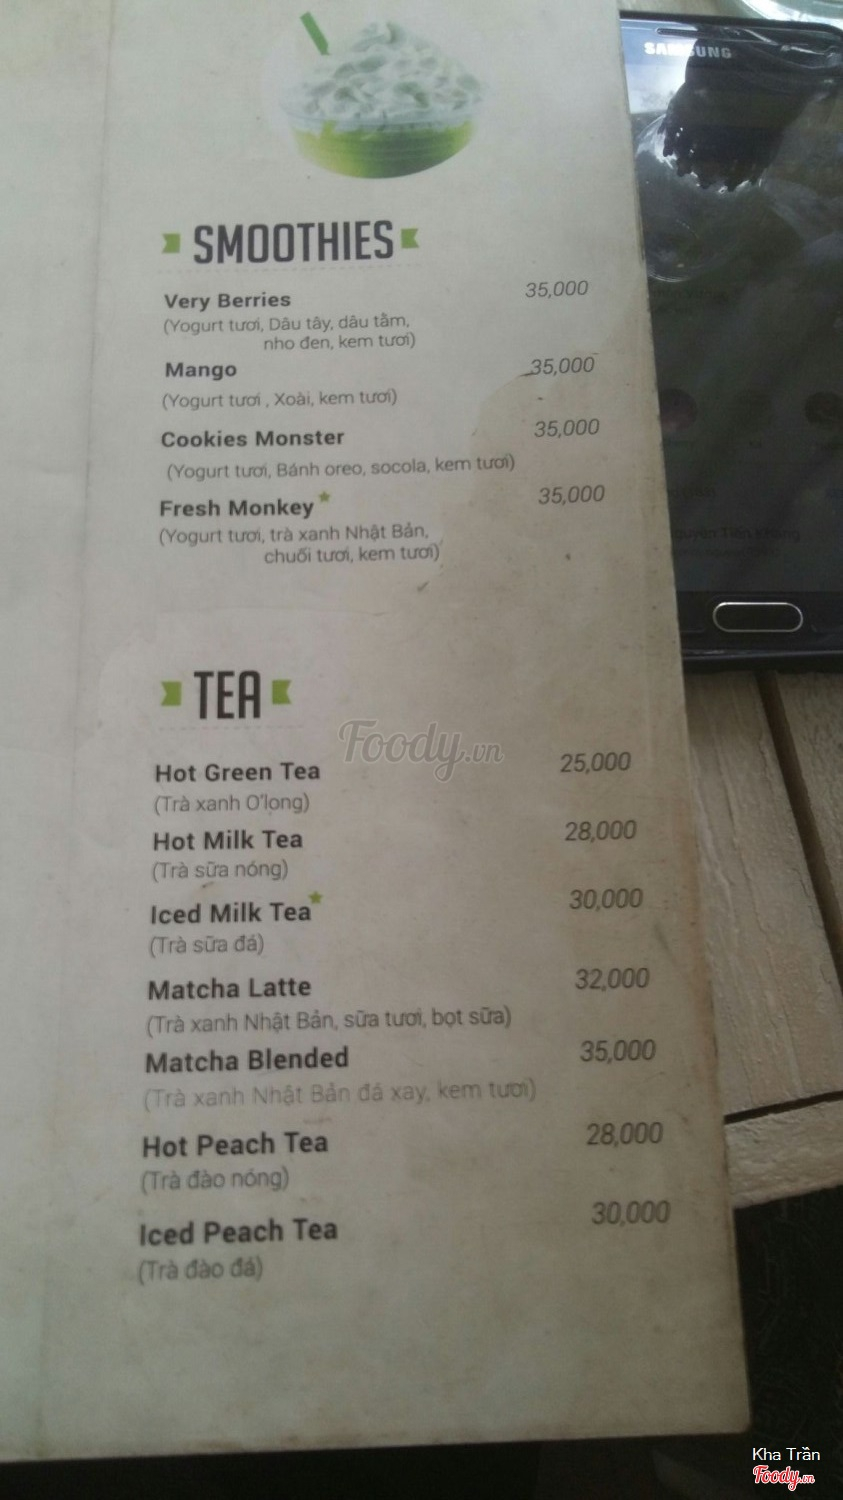 SAMSUNG
SMOOTHIES
Very Berries 35,000
(Yogurt tươi, Dâu tây, dâu tằm,
nho đen, kem tươi)
Mango 35,000
(Yogurt tươi , Xoài, kem tươi)
Cookies Monster 35,000
(Yogurt tươi, Bánh oreo, socola, kem tươi)
Fresh Monkey 35,000
(Yogurt tươi, trà xanh Nhật Bản,
chuối tươi, kem tươi)
TEA
Foody.vn
Hot Green Tea 25,000
(Trà xanh O'long)
Hot Milk Tea 28,000
(Trà sữa nóng)
Iced Milk Tea 30,000
(Trà sữa đá)
Matcha Latte 32,000
(Trà xanh Nhật Bản, sữa tươi, bọt sữa)
Matcha Blended 35,000
(Trà xanh Nhật Bản đá xay, kem tươi)
Hot Peach Tea 28,000
(Trà đào nóng)
Iced Peach Tea 30,000
(Trà đào đá)
Kha Trần
Foody.vn